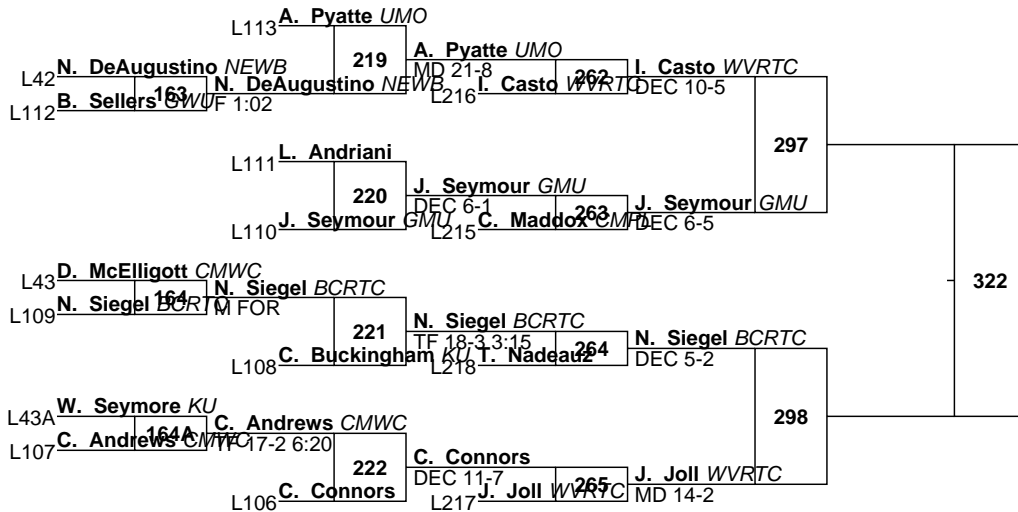 L113 A. Pyatte UMO
219
A. Pyatte UMO
MD 21-8
L42 N. DeAugustino NEWB
163
L112 B. Sellers GWU
N. DeAugustino NEWB
F 1:02
262
L216 I. Casto WVRTC
I. Casto WVRTC
DEC 10-5
297
L111 L. Andriani
220
L110 J. Seymour GMU
J. Seymour GMU
DEC 6-1
263
L215 C. Maddox CMPL
J. Seymour GMU
DEC 6-5
322
L43 D. McElligott CMWC
164
L109 N. Siegel BCRTC
N. Siegel BCRTC
M FOR
221
L108 C. Buckingham KU
N. Siegel BCRTC
TF 18-3 3:15
264
L218 T. Nadeau2
N. Siegel BCRTC
DEC 5-2
298
L43A W. Seymore KU
164A
L107 C. Andrews CMWC
C. Andrews CMWC
TF 17-2 6:20
222
L106 C. Connors
C. Connors
DEC 11-7
265
L217 J. Joll WVRTC
J. Joll WVRTC
MD 14-2